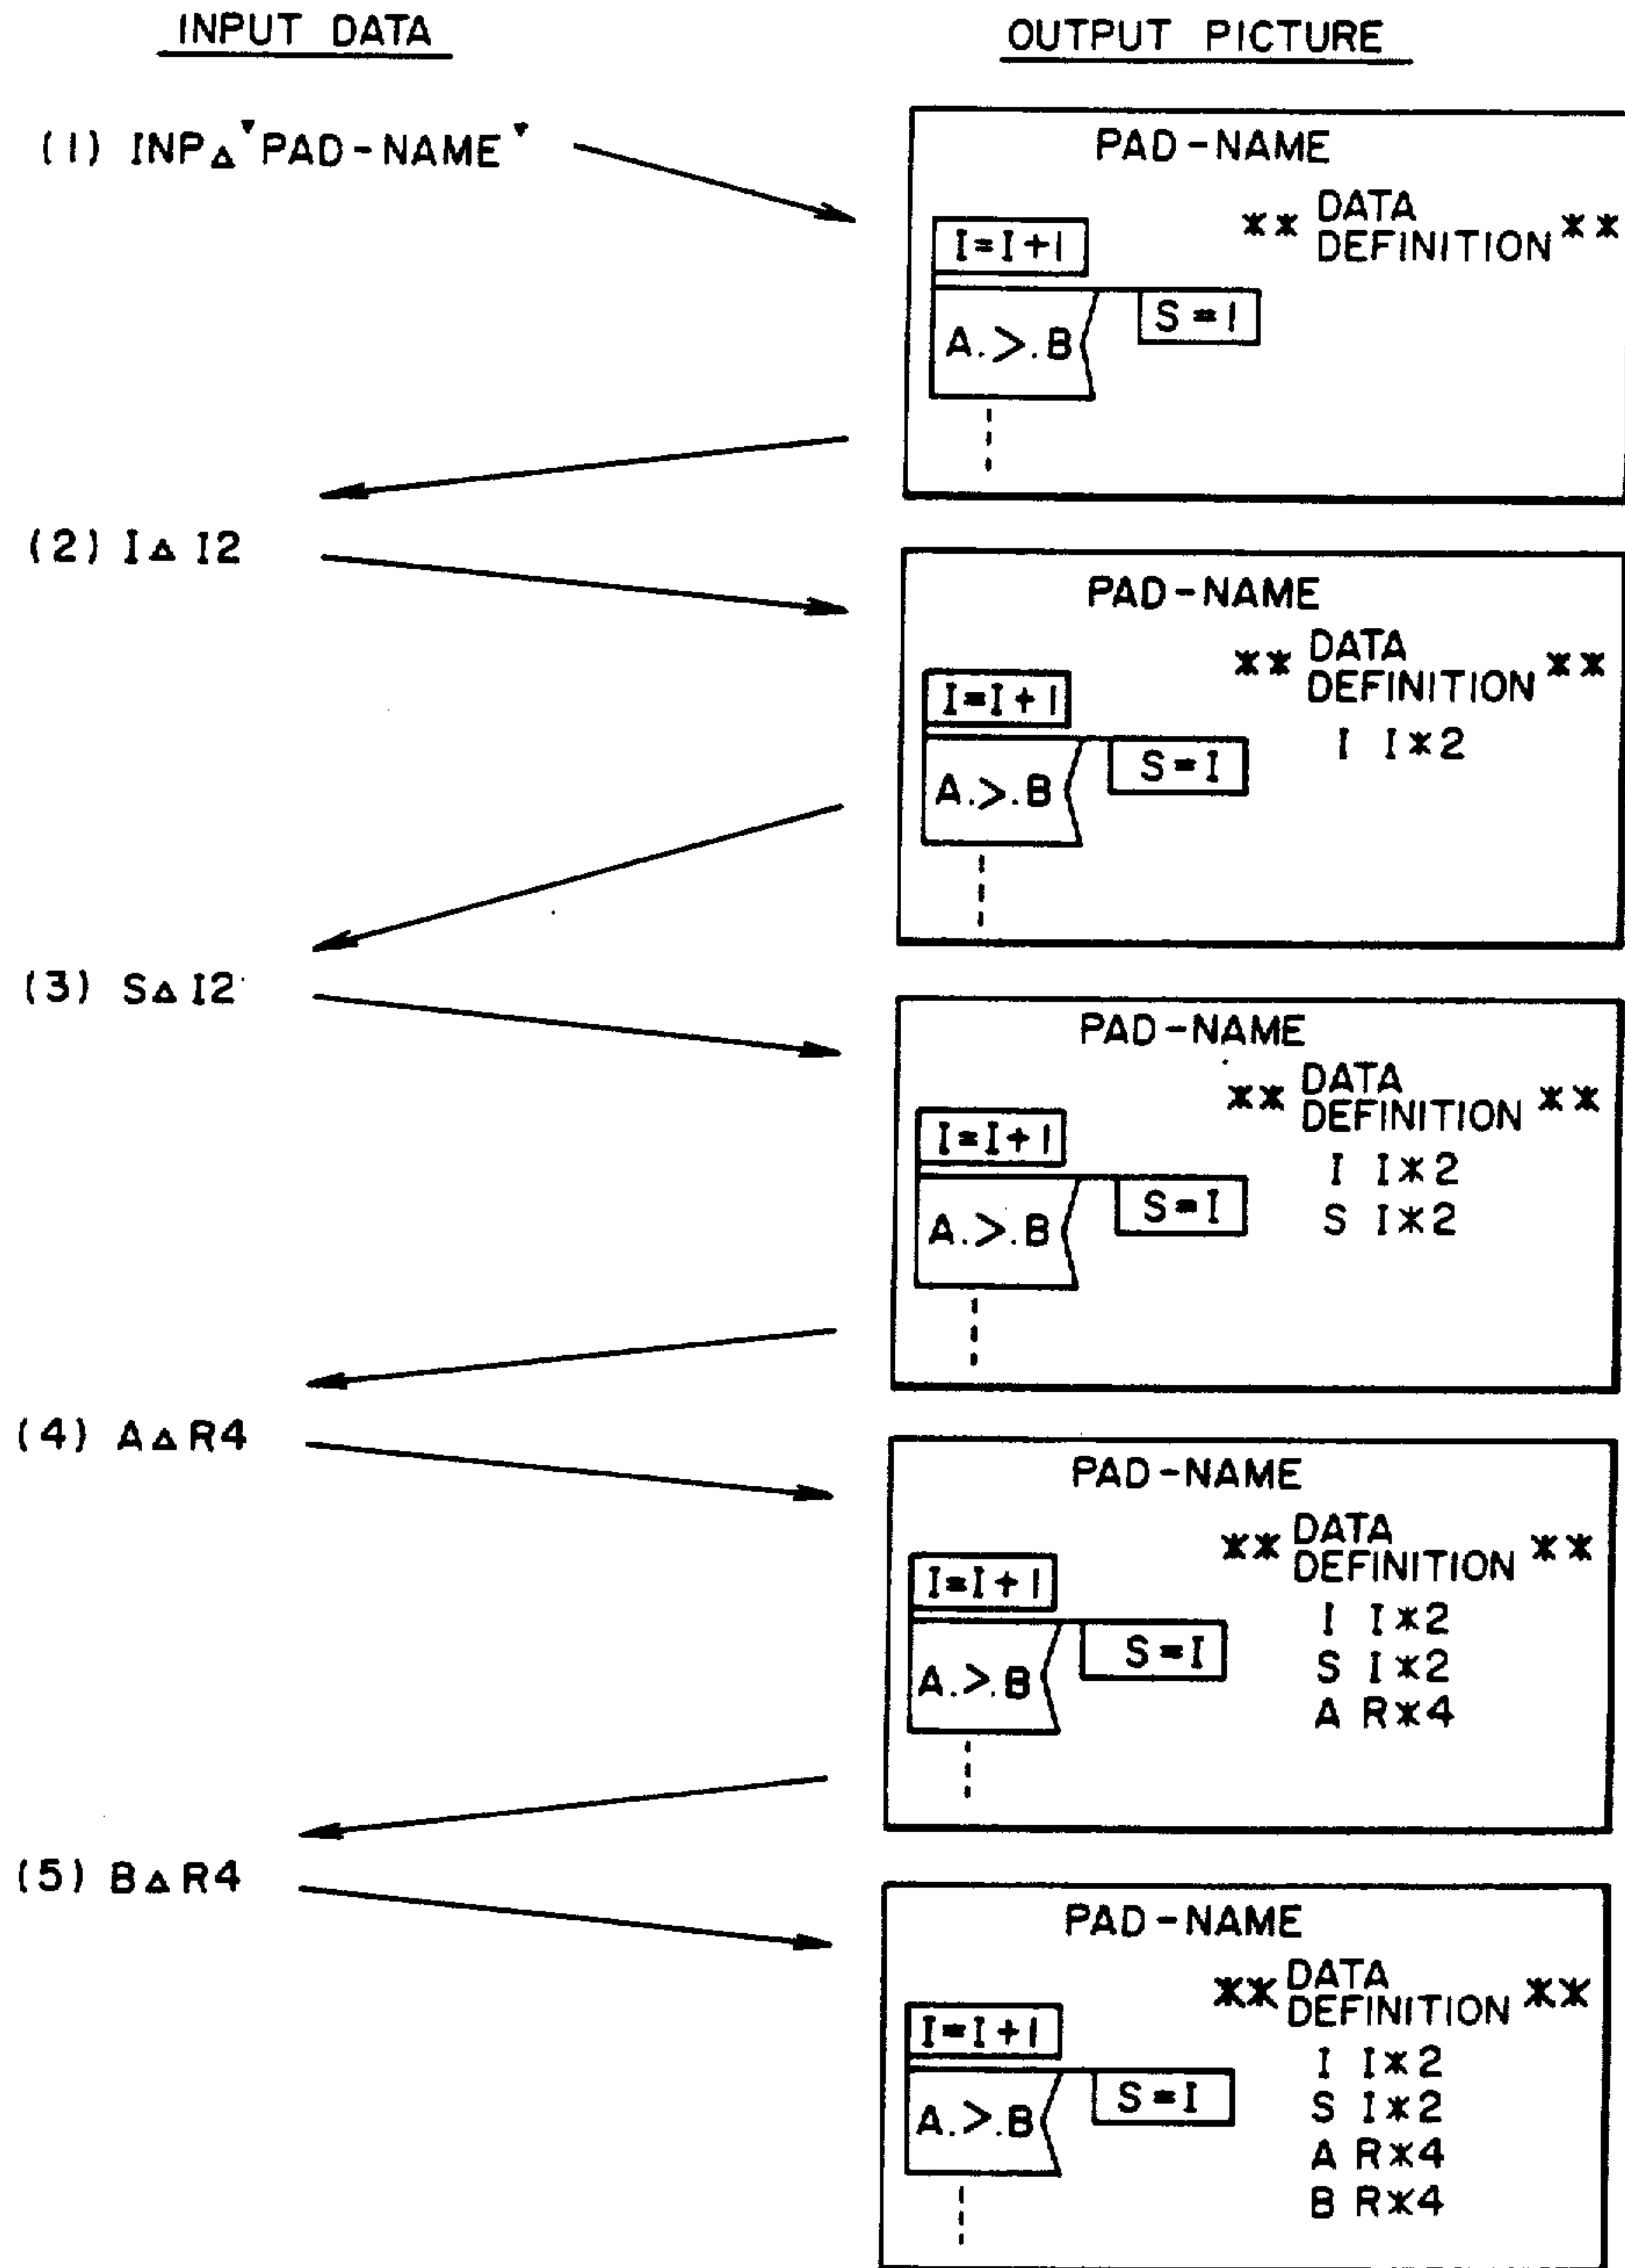 INPUT DATA
OUTPUT PICTURE
(1) INP△'PAD-NAME'
PAD-NAME
** DATA DEFINITION **
I=I+1
S=1
A.>.B
(2) I△I2
PAD-NAME
** DATA DEFINITION **
I=I+1
I I*2
S=I
A.>.B
(3) S△I2
PAD-NAME
** DATA DEFINITION **
I=I+1
I I*2
S=I
S I*2
A.>.B
(4) A△R4
PAD-NAME
** DATA DEFINITION **
I=I+1
I I*2
S=I
S I*2
A.>.B
A R*4
(5) B△R4
PAD-NAME
** DATA DEFINITION **
I=I+1
I I*2
S=I
S I*2
A.>.B
A R*4
B R*4